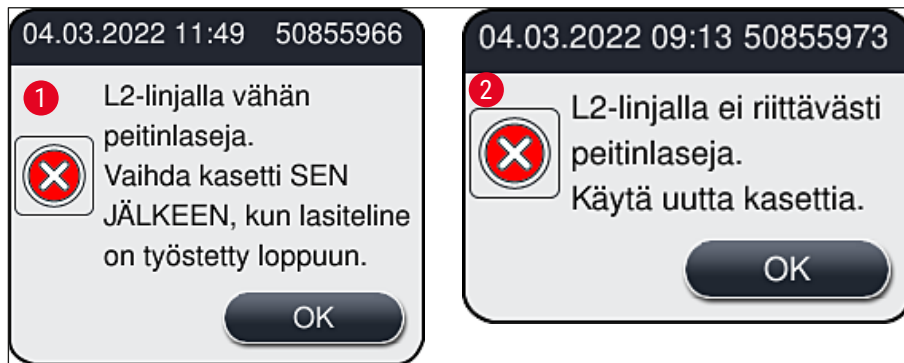 04.03.2022 11:49 50855966
1
L2-linjalla vähän
peitinlaseja.
Vaihda kasetti SEN
JÄLKEEN, kun lasiteline
on työstetty loppuun.
OK
04.03.2022 09:13 50855973
2
L2-linjalla ei riittävästi
peitinlaseja.
Käytä uutta kasettia.
OK